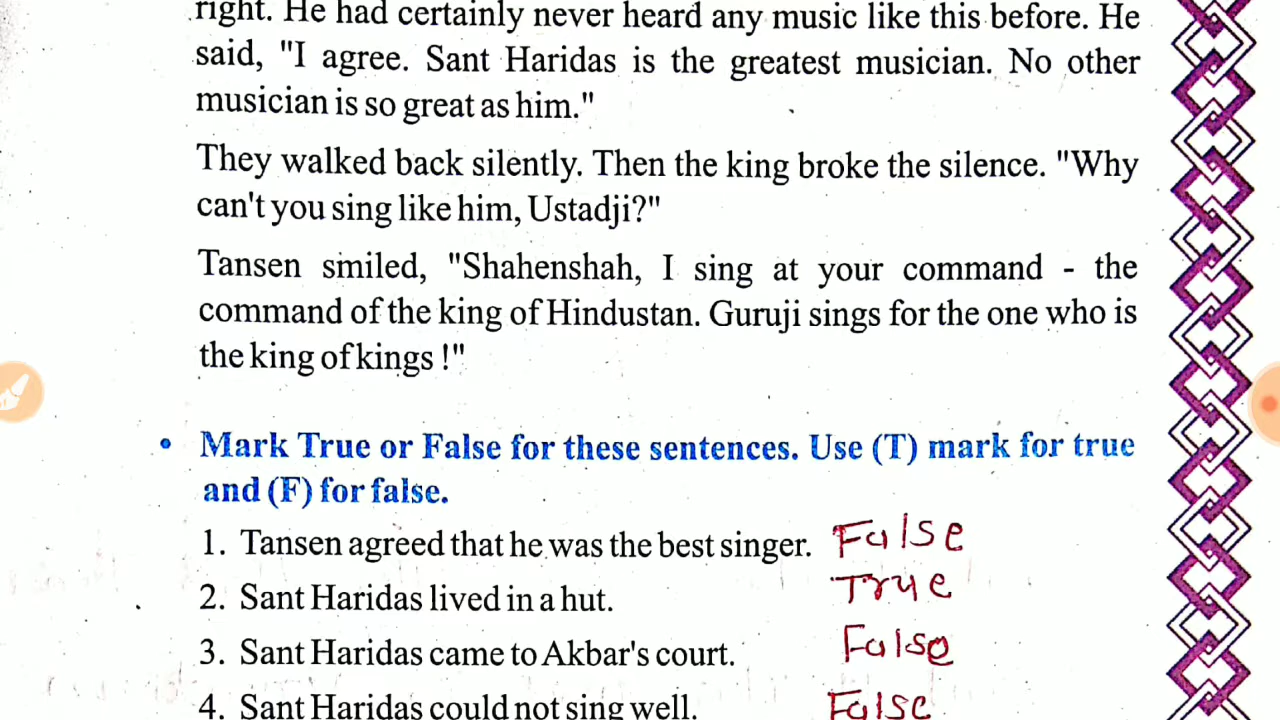 right. He had certainly never heard any music like this before. He
said, "I agree. Sant Haridas is the greatest musician. No other
musician is so great as him."
They walked back silently. Then the king broke the silence. "Why
can't you sing like him, Ustadji?"
Tansen smiled, "Shahenshah, I sing at your command - the
command of the king of Hindustan. Guruji sings for the one who is
the king of kings !"
• Mark True or False for these sentences. Use (T) mark for true
and (F) for false.
1. Tansen agreed that he was the best singer. False
2. Sant Haridas lived in a hut. True
3. Sant Haridas came to Akbar's court. False
4. Sant Haridas could not sing well. False